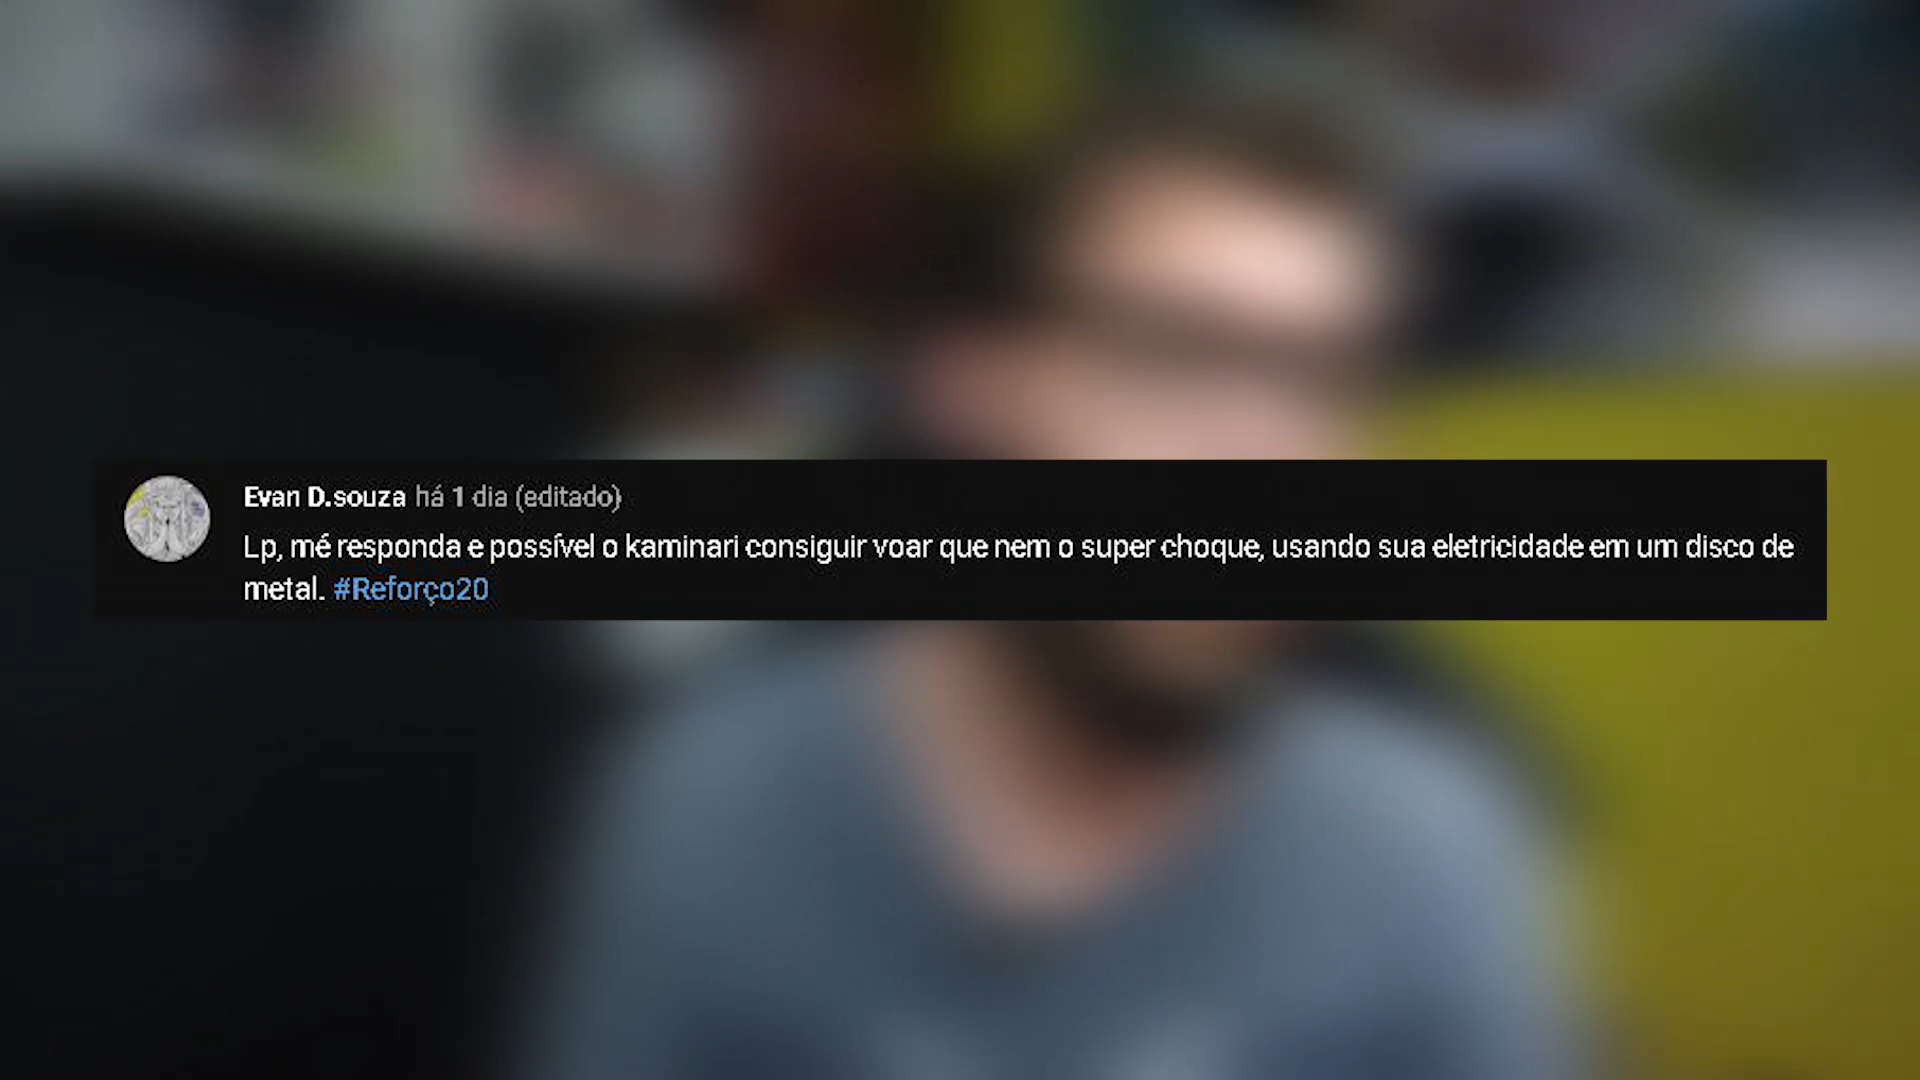 Evan D.souza há 1 dia (editado)
Lp, mé responda e possível o kaminari consiguir voar que nem o super choque, usando sua eletricidade em um disco de
metal. #Reforço20